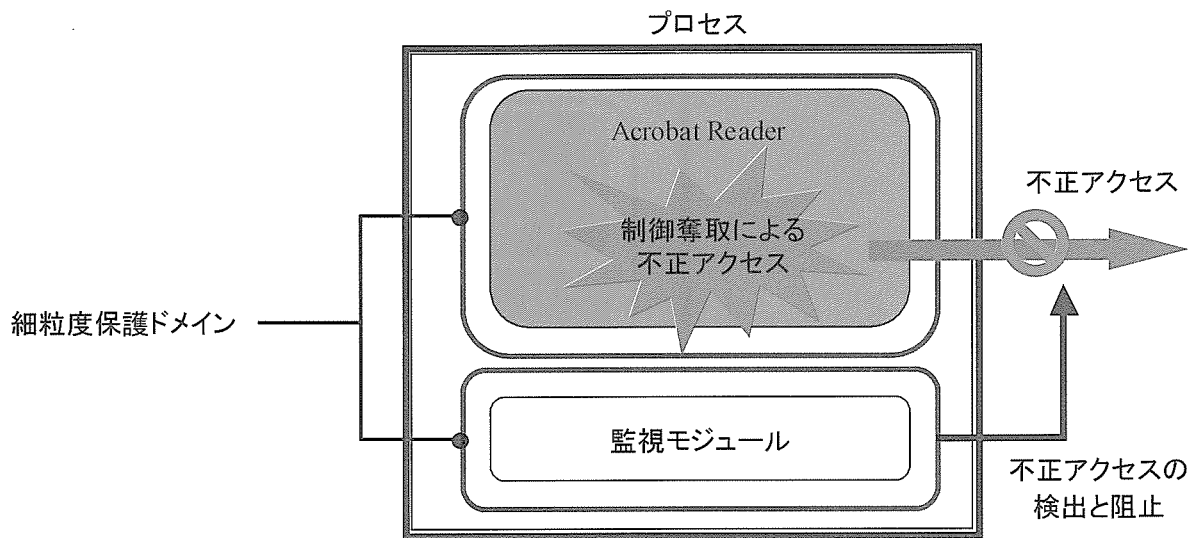 プロセス
Acrobat Reader
制御奪取による
不正アクセス
不正アクセス
細粒度保護ドメイン
監視モジュール
不正アクセスの
検出と阻止